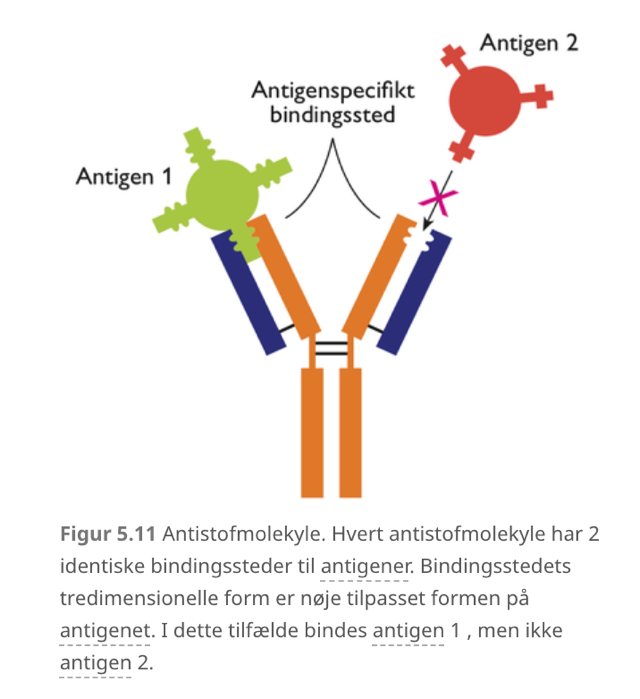 Antigen 2
Antigenspecifikt
bindingssted
Antigen 1
Figur 5.11 Antistofmolekyle. Hvert antistofmolekyle har 2
identiske bindingssteder til antigener. Bindingsstedets
tredimensionelle form er nøje tilpasset formen på
antigenet. I dette tilfælde bindes antigen 1 , men ikke
antigen 2.